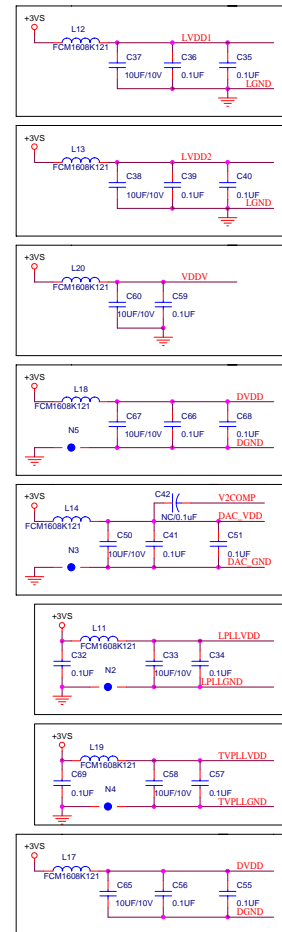 +3VS
L12
LVDD1
FCM1608K121
C37
C36
C35
10UF/10V
0.1UF
0.1UF
LGND
+3VS
L13
LVDD2
FCM1608K121
C38
C39
C40
10UF/10V
0.1UF
0.1UF
LGND
+3VS
L20
VDDV
FCM1608K121
C60
C59
10UF/10V
0.1UF
+3VS
L18
DVDD
FCM1608K121
C67
C66
C68
N5
10UF/10V
0.1UF
0.1UF
DGND
+3VS
C42
V2COMP
NC/0.1uF
L14
DAC_VDD
FCM1608K121
C50
C41
C51
N3
10UF/10V
0.1UF
0.1UF
DAC_GND
+3VS
L11
LPLLVDD
FCM1608K121
C32
C33
C34
0.1UF
N2
10UF/10V
0.1UF
LPLLGND
+3VS
L19
TVPLLVDD
FCM1608K121
C69
C58
C57
0.1UF
N4
10UF/10V
0.1UF
TVPLLGND
+3VS
L17
DVDD
FCM1608K121
C65
C56
C55
10UF/10V
0.1UF
0.1UF
DGND